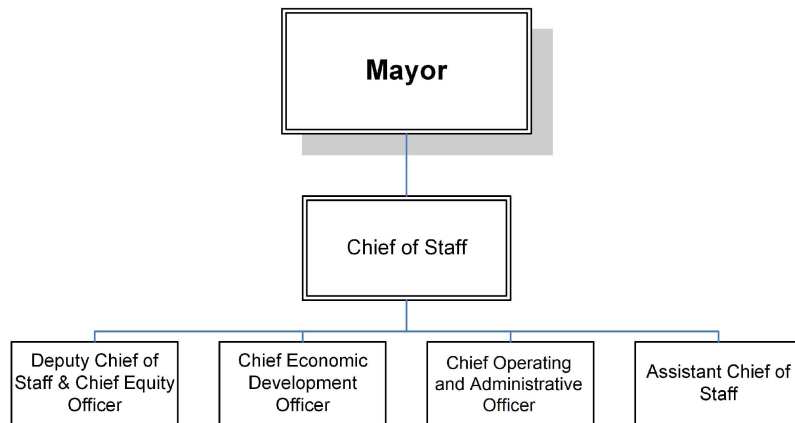 Mayor
Chief of Staff
Deputy Chief of
Staff & Chief Equity
Officer
Chief Economic
Development
Officer
Chief Operating
and Administrative
Officer
Assistant Chief of
Staff